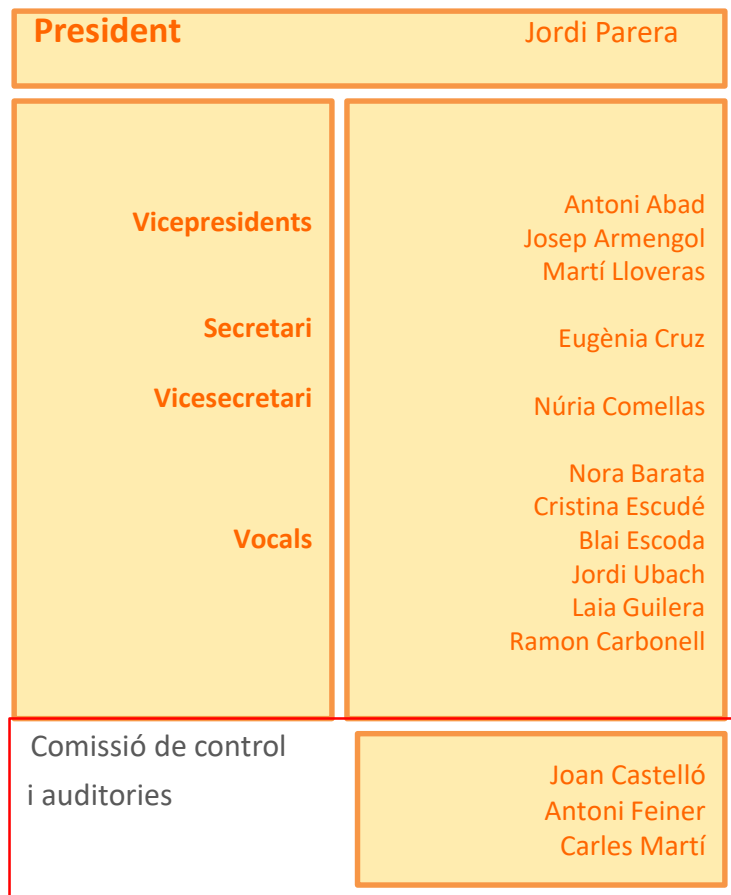 President Jordi Parera
Vicepresidents
Antoni Abad
Josep Armengol
Martí Lloveras
Secretari
Eugènia Cruz
Vicesecretari
Núria Comellas
Vocals
Nora Barata
Cristina Escudé
Blai Escoda
Jordi Ubach
Laia Guilera
Ramon Carbonell
Comissió de control
i auditories
Joan Castelló
Antoni Feiner
Carles Martí